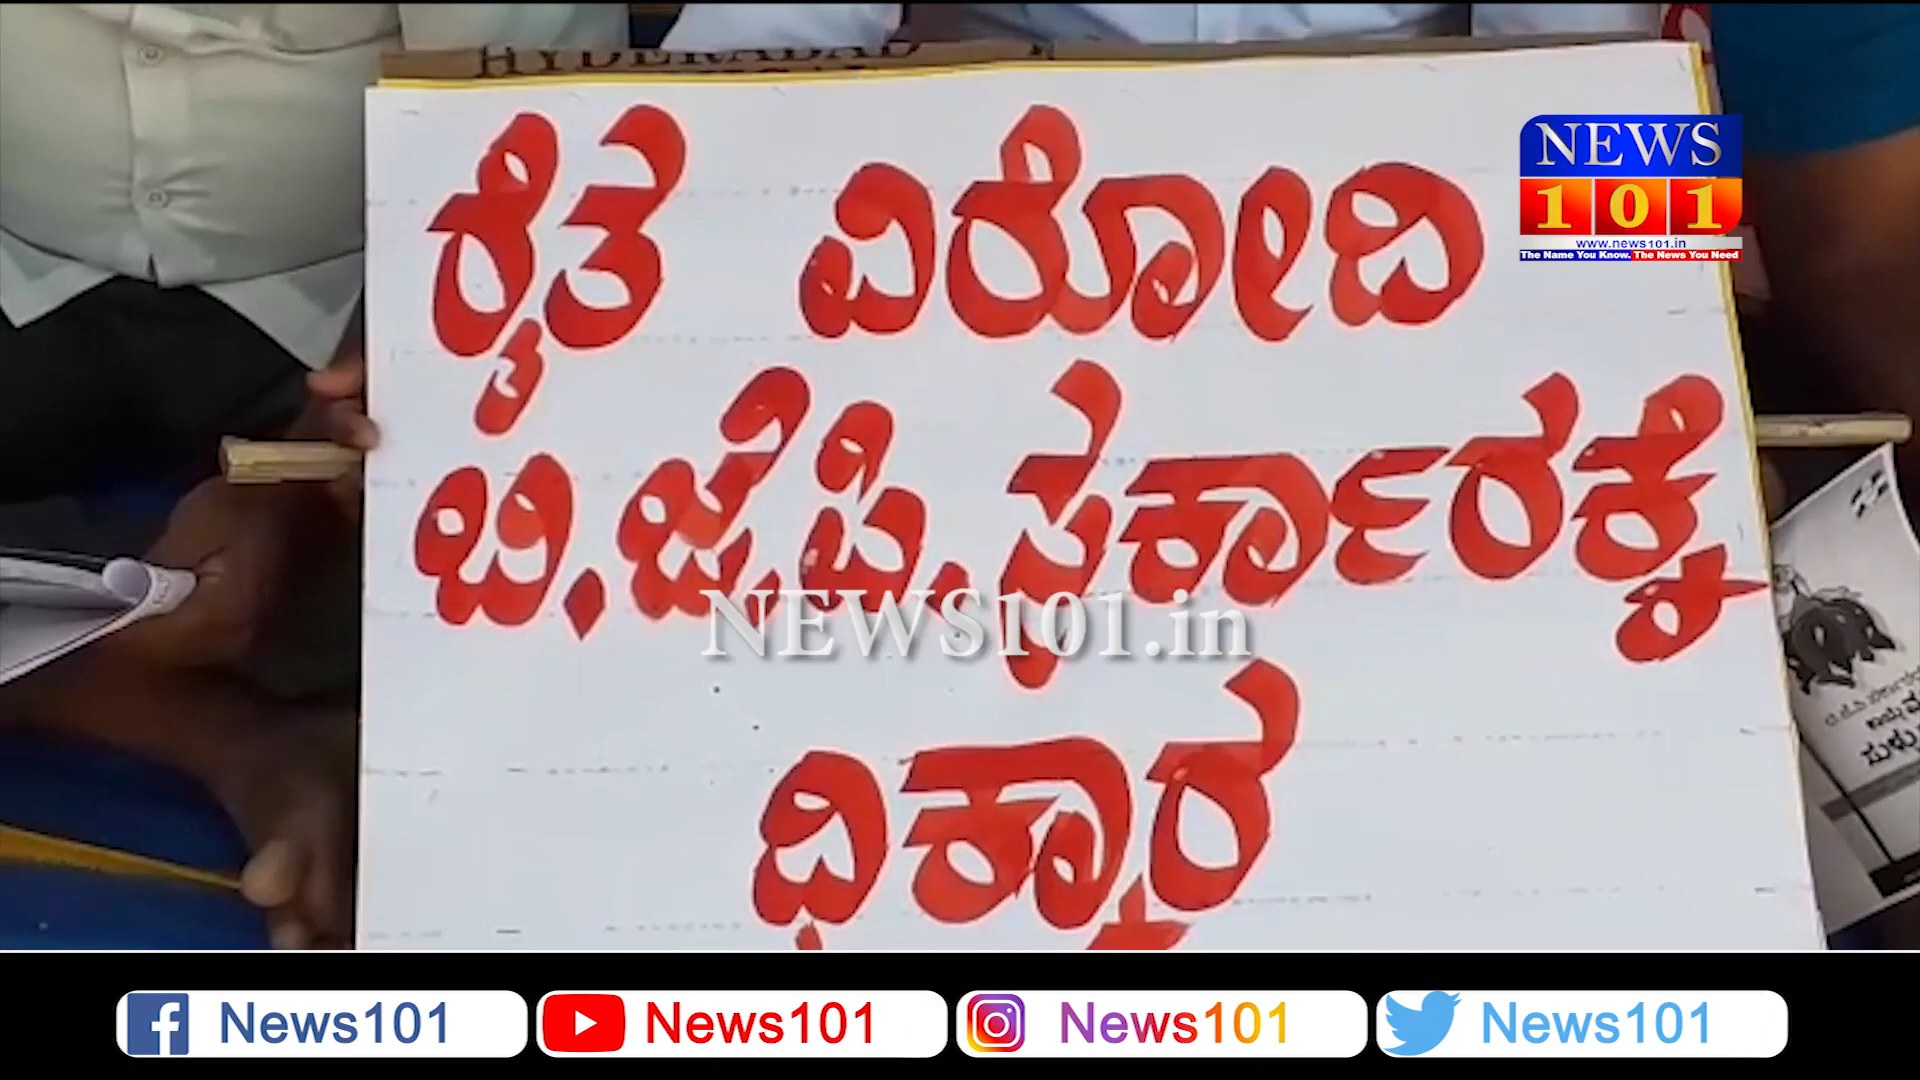 HYDERABAD
ರೈತ ವಿರೋದಿ
NEWS
101
www.news101.in
The Name You Know. The News You Need
ಬಿ.ಜೆ.ಪಿ.ಸರ್ಕಾರಕ್ಕೆ
NEWS101.in
ಧಿಕ್ಕಾರ
News101
News101
News101
News101